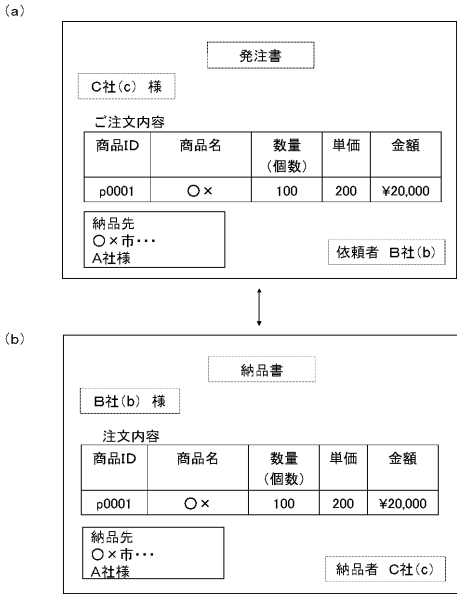 (a)
発注書
C社(c) 様
ご注文内容
商品ID 商品名 数量 単価 金額
(個数)
p0001 〇× 100 200 ¥20,000
納品先
〇×市・・・
A社様
依頼者 B社(b)
(b)
納品書
B社(b) 様
注文内容
商品ID 商品名 数量 単価 金額
(個数)
p0001 〇× 100 200 ¥20,000
納品先
〇×市・・・
A社様
納品者 C社(c)